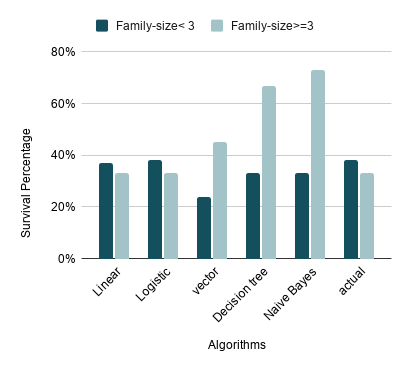 Family-size< 3 Family-size>=3
80%
60%
40%
20%
0%
Survival Percentage
Linear
Logistic
vector
Decision tree
Naive Bayes
actual
Algorithms